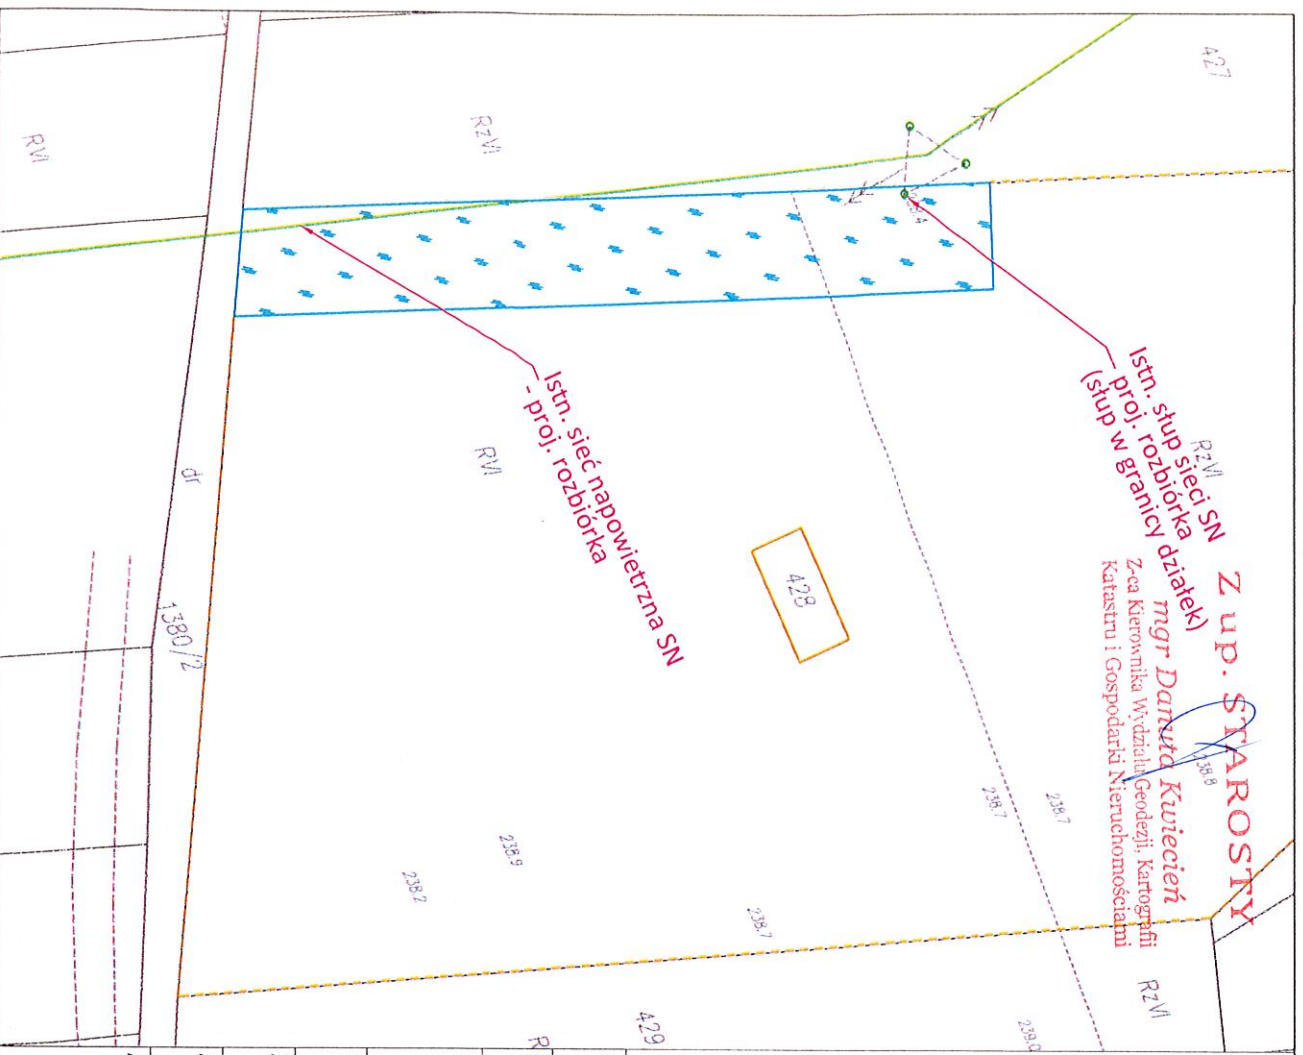 427
RzVI
RVI
Istn. słup sieci SN
- proj. rozbiórka
(słup w granicy działek)
RzVI
Z up. STAROSTY
mgr Danuta Kwiecień
Z-ca Kierownika Wydziału Geodezji, Kartografii
Katastru i Gospodarki Nieruchomościami
238.8
Istn. sieć napowietrzna SN
- proj. rozbiórka
RVI
428
dr
1380/2
238.7
238.7
238.9
238.2
238.7
RzVI
239.0
429
R